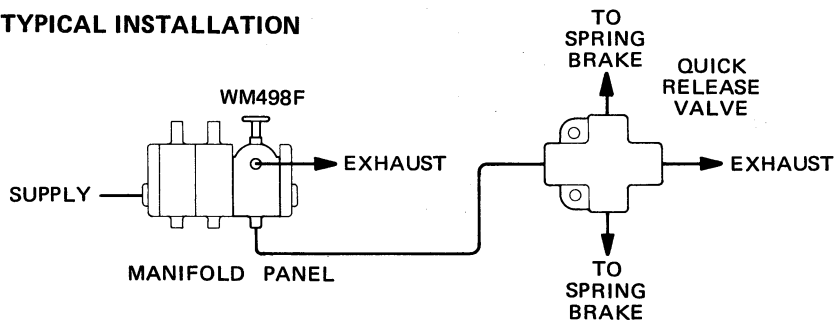 TYPICAL INSTALLATION
WM498F
EXHAUST
SUPPLY
MANIFOLD PANEL
TO
SPRING
BRAKE
QUICK
RELEASE
VALVE
EXHAUST
TO
SPRING
BRAKE